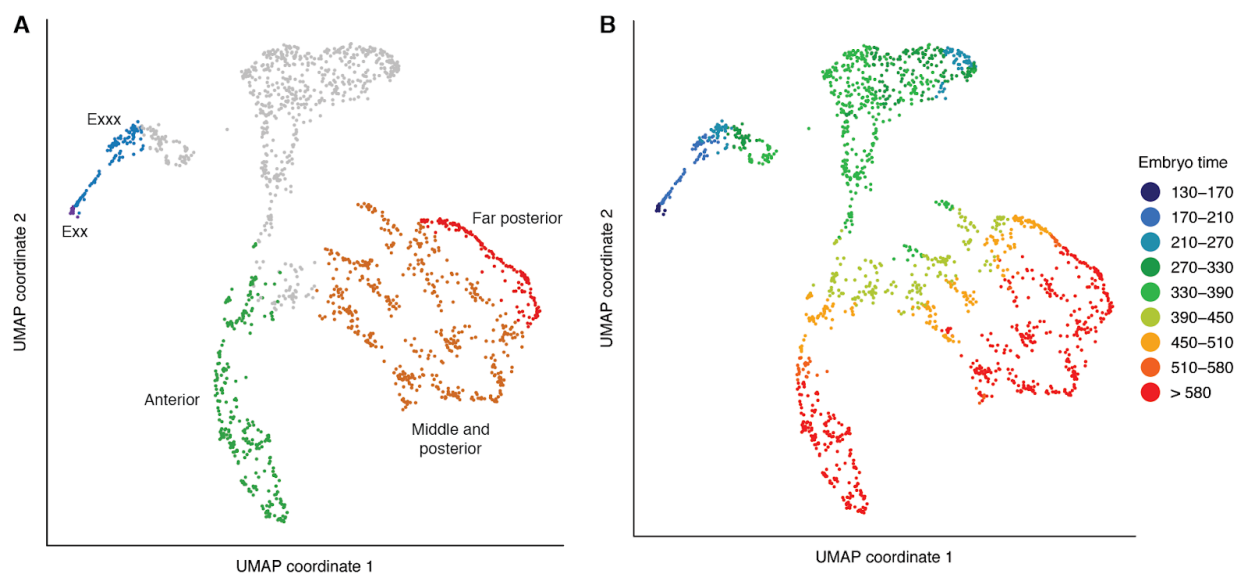 A
B
Exxx
Exx
Far posterior
Anterior
Middle and
posterior
UMAP coordinate 2
UMAP coordinate 1
UMAP coordinate 2
UMAP coordinate 1
Embryo time
130–170
170–210
210–270
270–330
330–390
390–450
450–510
510–580
> 580